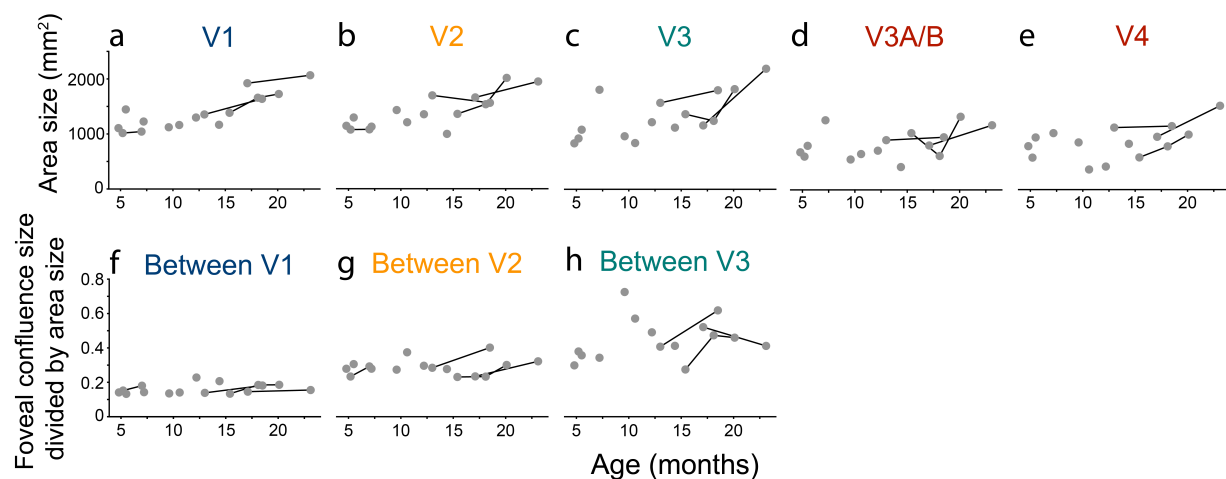 a V1 b V2 c V3 d V3A/B e V4
Area size (mm²)
2000
1000
0
5 10 15 20 5 10 15 20 5 10 15 20 5 10 15 20 5 10 15 20
f Between V1 g Between V2 h Between V3
Foveal confluence size
divided by area size
0.8
0.6
0.4
0.2
0
5 10 15 20 5 10 15 20 5 10 15 20
Age (months)